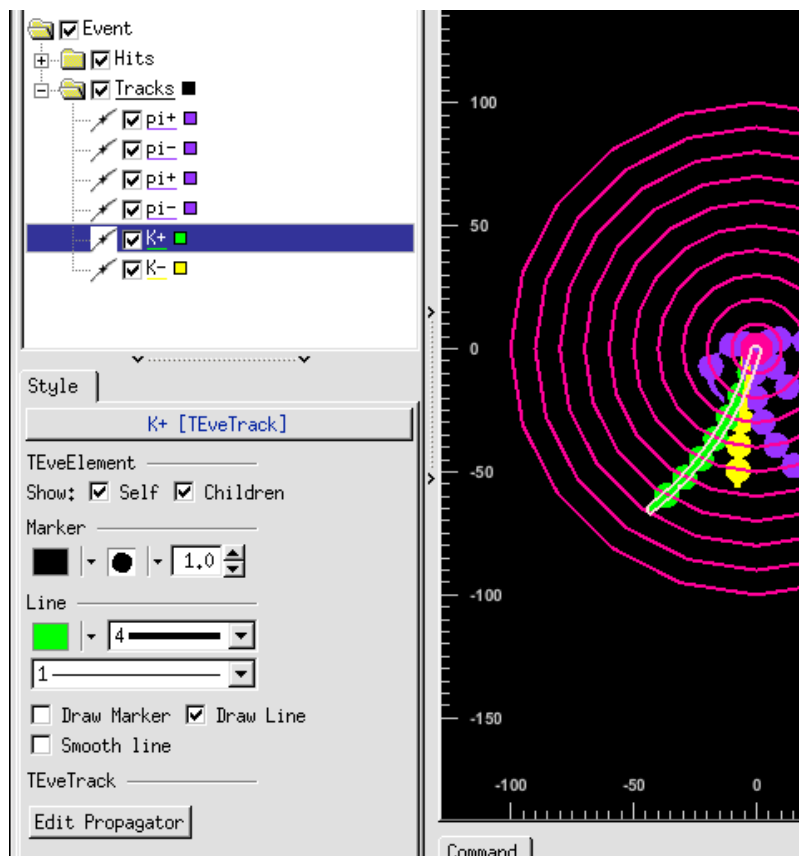 Event
Hits
Tracks
pi+
pi-
pi+
pi-
K+
K-
Style
K+ [TEveTrack]
TEveElement
Show: Self Children
Marker
1.0
Line
4
1
Draw Marker Draw Line
Smooth line
TEveTrack
Edit Propagator
100
50
0
-50
-100
-150
-100 -50 0
Command